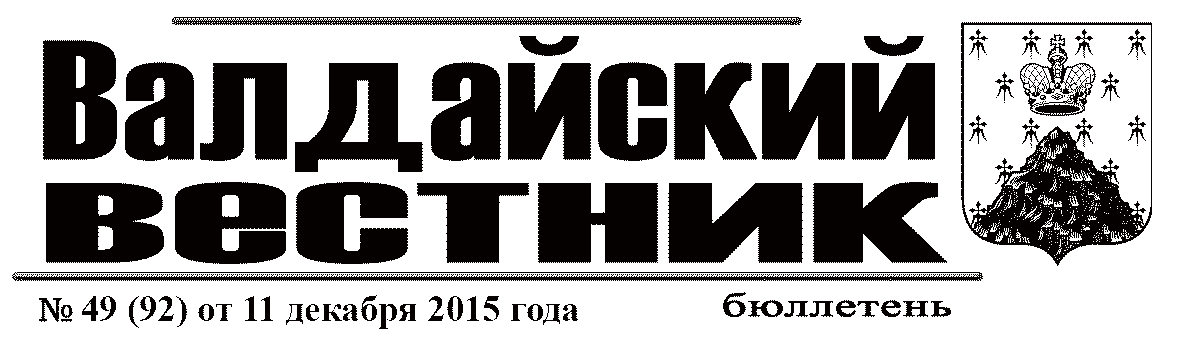 Валдайский
вестник
№ 49 (92) от 11 декабря 2015 года бюллетень